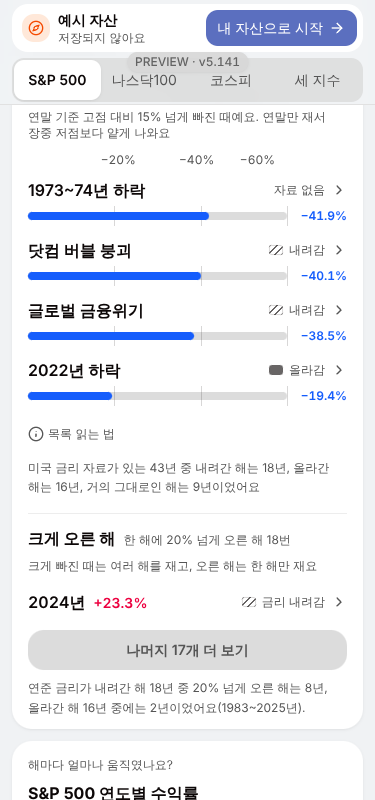 예시 자산
저장되지 않아요
내 자산으로 시작 →
PREVIEW · v5.141
S&P 500 나스닥100 코스피 세 지수
연말 기준 고점 대비 15% 넘게 빠진 때예요. 연말만 재서
장중 저점보다 얕게 나와요
−20% −40% −60%
1973~74년 하락 자료 없음
−41.9%
닷컴 버블 붕괴 내려감
−40.1%
글로벌 금융위기 내려감
−38.5%
2022년 하락 올라감
−19.4%
목록 읽는 법
미국 금리 자료가 있는 43년 중 내려간 해는 18년, 올라간
해는 16년, 거의 그대로인 해는 9년이었어요
크게 오른 해 한 해에 20% 넘게 오른 해 18번
크게 빠진 때는 여러 해를 재고, 오른 해는 한 해만 재요
2024년 +23.3% 금리 내려감
나머지 17개 더 보기
연준 금리가 내려간 해 18년 중 20% 넘게 오른 해는 8년,
올라간 해 16년 중에는 2년이었어요(1983~2025년).
해마다 얼마나 움직였나요?
S&P 500 연도별 수익률